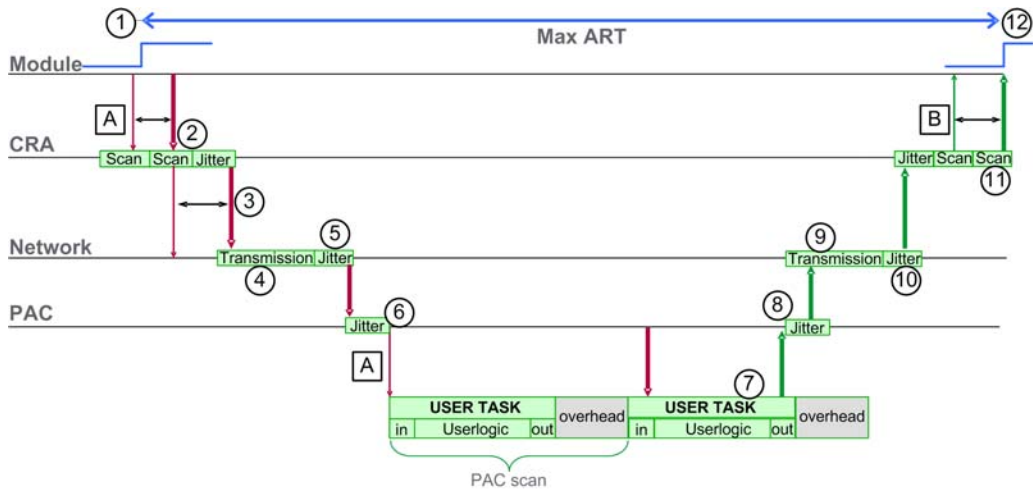 1
12
Max ART
Module
A
B
2
CRA
Scan Scan Jitter
Jitter Scan Scan
11
3
5
9
Network
Transmission Jitter
Transmission Jitter
4
10
6
8
PAC
Jitter
Jitter
A
7
USER TASK overhead USER TASK overhead
in Userlogic out in Userlogic out
PAC scan